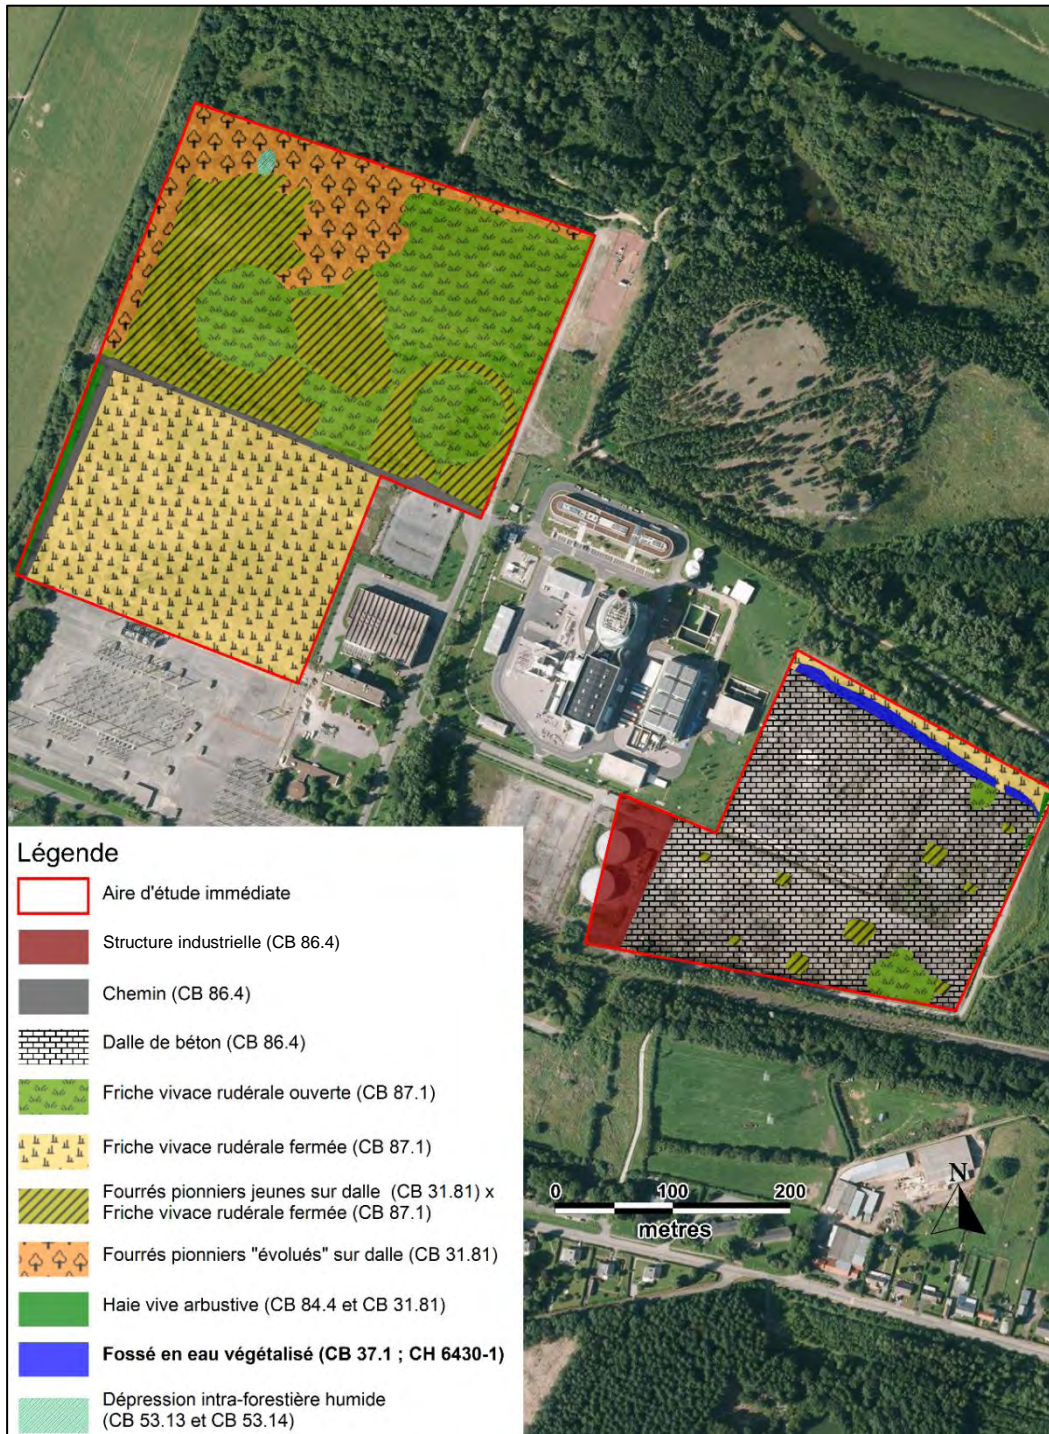 Légende
Aire d'étude immédiate
Structure industrielle (CB 86.4)
Chemin (CB 86.4)
Dalle de béton (CB 86.4)
Friche vivace rudérale ouverte (CB 87.1)
Friche vivace rudérale fermée (CB 87.1)
Fourrés pionniers jeunes sur dalle (CB 31.81) x
Friche vivace rudérale fermée (CB 87.1)
Fourrés pionniers "évolués" sur dalle (CB 31.81)
Haie vive arbustive (CB 84.4 et CB 31.81)
Fossé en eau végétalisé (CB 37.1 ; CH 6430-1)
Dépression intra-forestière humide
(CB 53.13 et CB 53.14)
N
0 100 200
metres